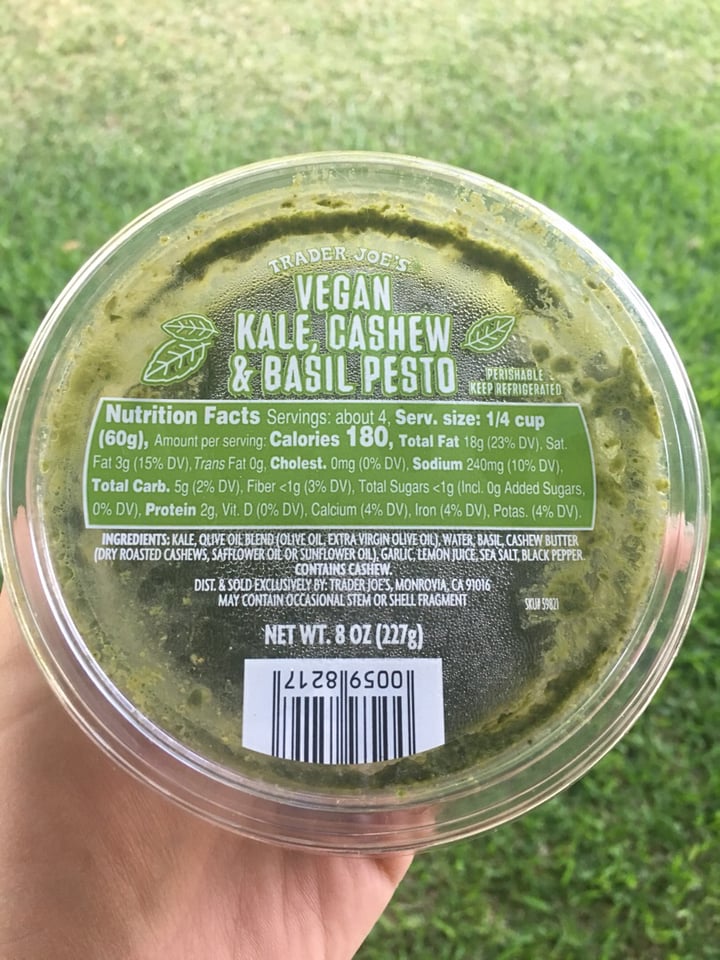 TRADER JOE'S
VEGAN
KALE, CASHEW
& BASIL PESTO
PERISHABLE
KEEP REFRIGERATED
Nutrition Facts Servings: about 4, Serv. size: 1/4 cup
(60g), Amount per serving: Calories 180, Total Fat 18g (23% DV), Sat.
Fat 3g (15% DV), Trans Fat 0g, Cholest. 0mg (0% DV), Sodium 240mg (10% DV),
Total Carb. 5g (2% DV), Fiber <1g (3% DV), Total Sugars <1g (Incl. 0g Added Sugars,
0% DV), Protein 2g, Vit. D (0% DV), Calcium (4% DV), Iron (4% DV), Potas. (4% DV).
INGREDIENTS: KALE, OLIVE OIL BLEND (OLIVE OIL, EXTRA VIRGIN OLIVE OIL), WATER, BASIL, CASHEW BUTTER
(DRY ROASTED CASHEWS, SAFFLOWER OIL OR SUNFLOWER OIL), GARLIC, LEMON JUICE, SEA SALT, BLACK PEPPER.
CONTAINS CASHEW.
DIST. & SOLD EXCLUSIVELY BY: TRADER JOE'S, MONROVIA, CA 91016
MAY CONTAIN OCCASIONAL STEM OR SHELL FRAGMENT
SKU# 59821
NET WT. 8 OZ (227g)
0059 8217